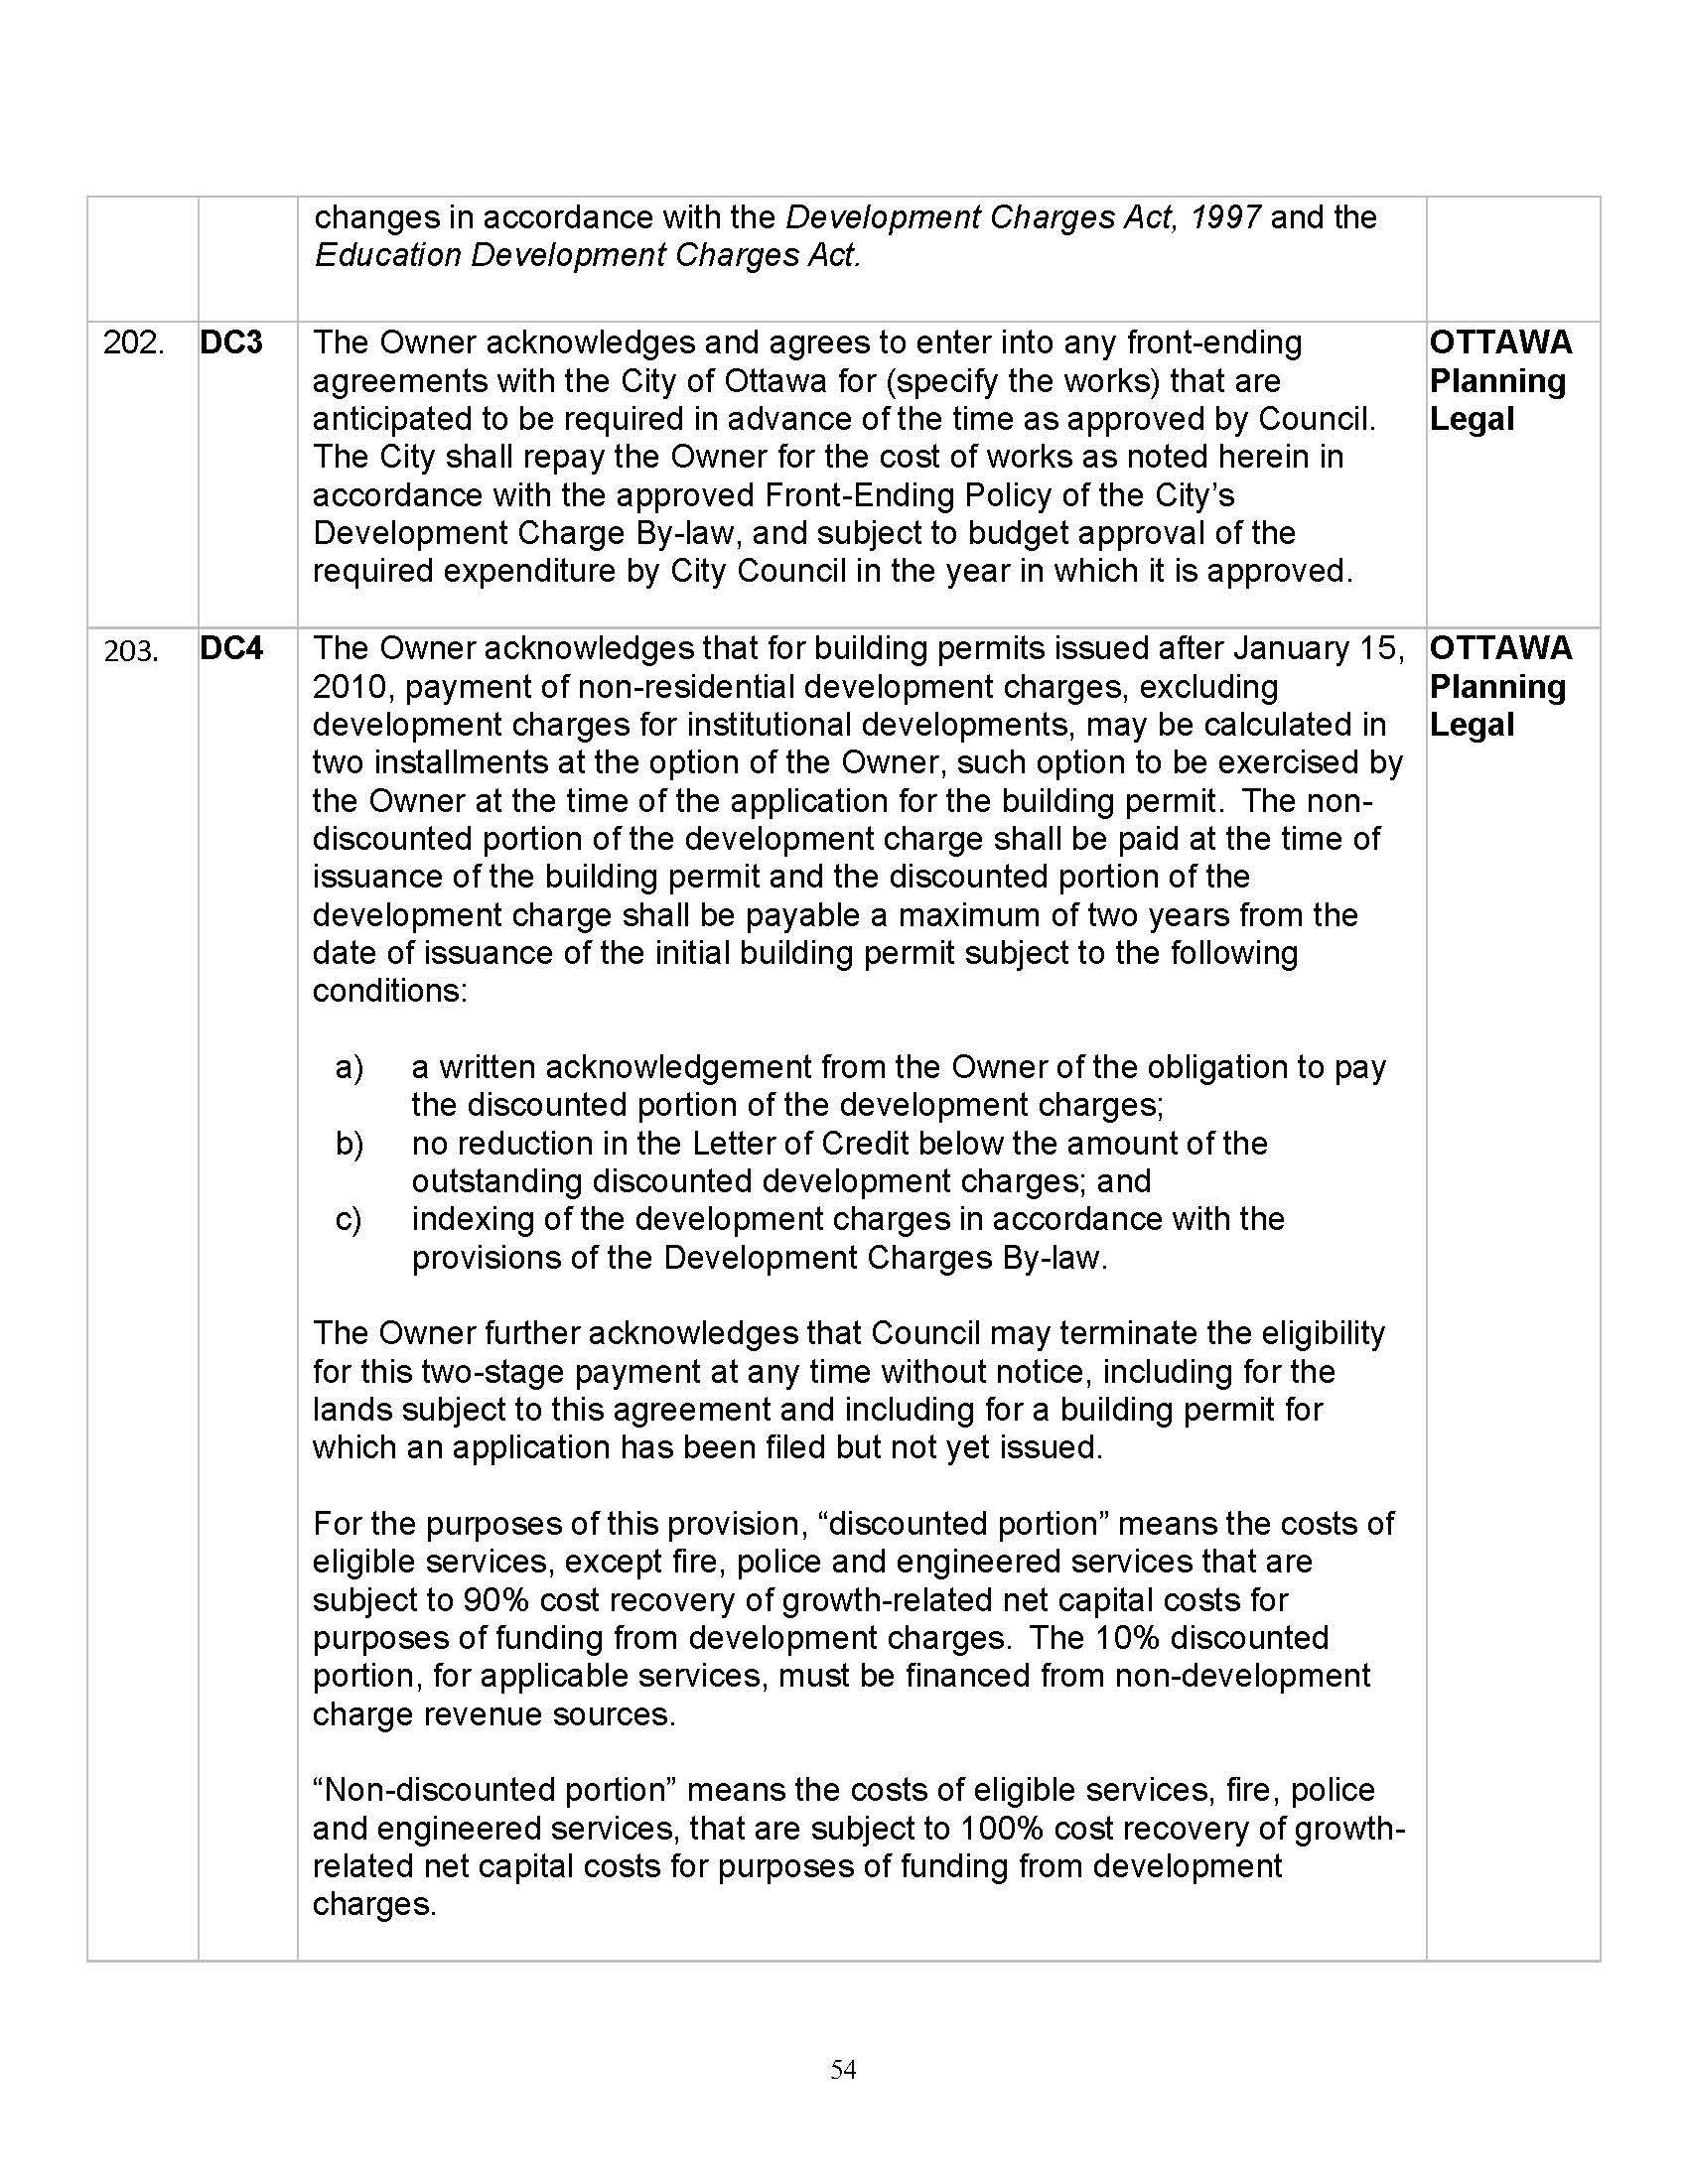 changes in accordance with the Development Charges Act, 1997 and the
Education Development Charges Act.
202.
DC3
The Owner acknowledges and agrees to enter into any front-ending
agreements with the City of Ottawa for (specify the works) that are
anticipated to be required in advance of the time as approved by Council.
The City shall repay the Owner for the cost of works as noted herein in
accordance with the approved Front-Ending Policy of the City’s
Development Charge By-law, and subject to budget approval of the
required expenditure by City Council in the year in which it is approved.
OTTAWA
Planning
Legal
203.
DC4
The Owner acknowledges that for building permits issued after January 15,
2010, payment of non-residential development charges, excluding
development charges for institutional developments, may be calculated in
two installments at the option of the Owner, such option to be exercised by
the Owner at the time of the application for the building permit.  The non-
discounted portion of the development charge shall be paid at the time of
issuance of the building permit and the discounted portion of the
development charge shall be payable a maximum of two years from the
date of issuance of the initial building permit subject to the following
conditions:
a) a written acknowledgement from the Owner of the obligation to pay
the discounted portion of the development charges;
b) no reduction in the Letter of Credit below the amount of the
outstanding discounted development charges; and
c) indexing of the development charges in accordance with the
provisions of the Development Charges By-law.
The Owner further acknowledges that Council may terminate the eligibility
for this two-stage payment at any time without notice, including for the
lands subject to this agreement and including for a building permit for
which an application has been filed but not yet issued.
For the purposes of this provision, “discounted portion” means the costs of
eligible services, except fire, police and engineered services that are
subject to 90% cost recovery of growth-related net capital costs for
purposes of funding from development charges.  The 10% discounted
portion, for applicable services, must be financed from non-development
charge revenue sources.
“Non-discounted portion” means the costs of eligible services, fire, police
and engineered services, that are subject to 100% cost recovery of growth-
related net capital costs for purposes of funding from development
charges.
OTTAWA
Planning
Legal
54